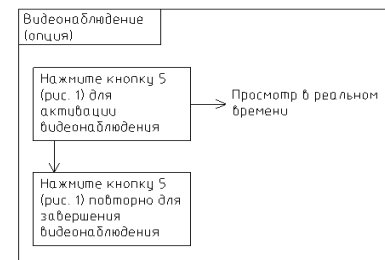 Видеонаблюдение
(опция)
Нажмите кнопку 5
(рис. 1) для
активации
видеонаблюдения
Просмотр в реальном
времени
Нажмите кнопку 5
(рис. 1) повторно для
завершения
видеонаблюдения